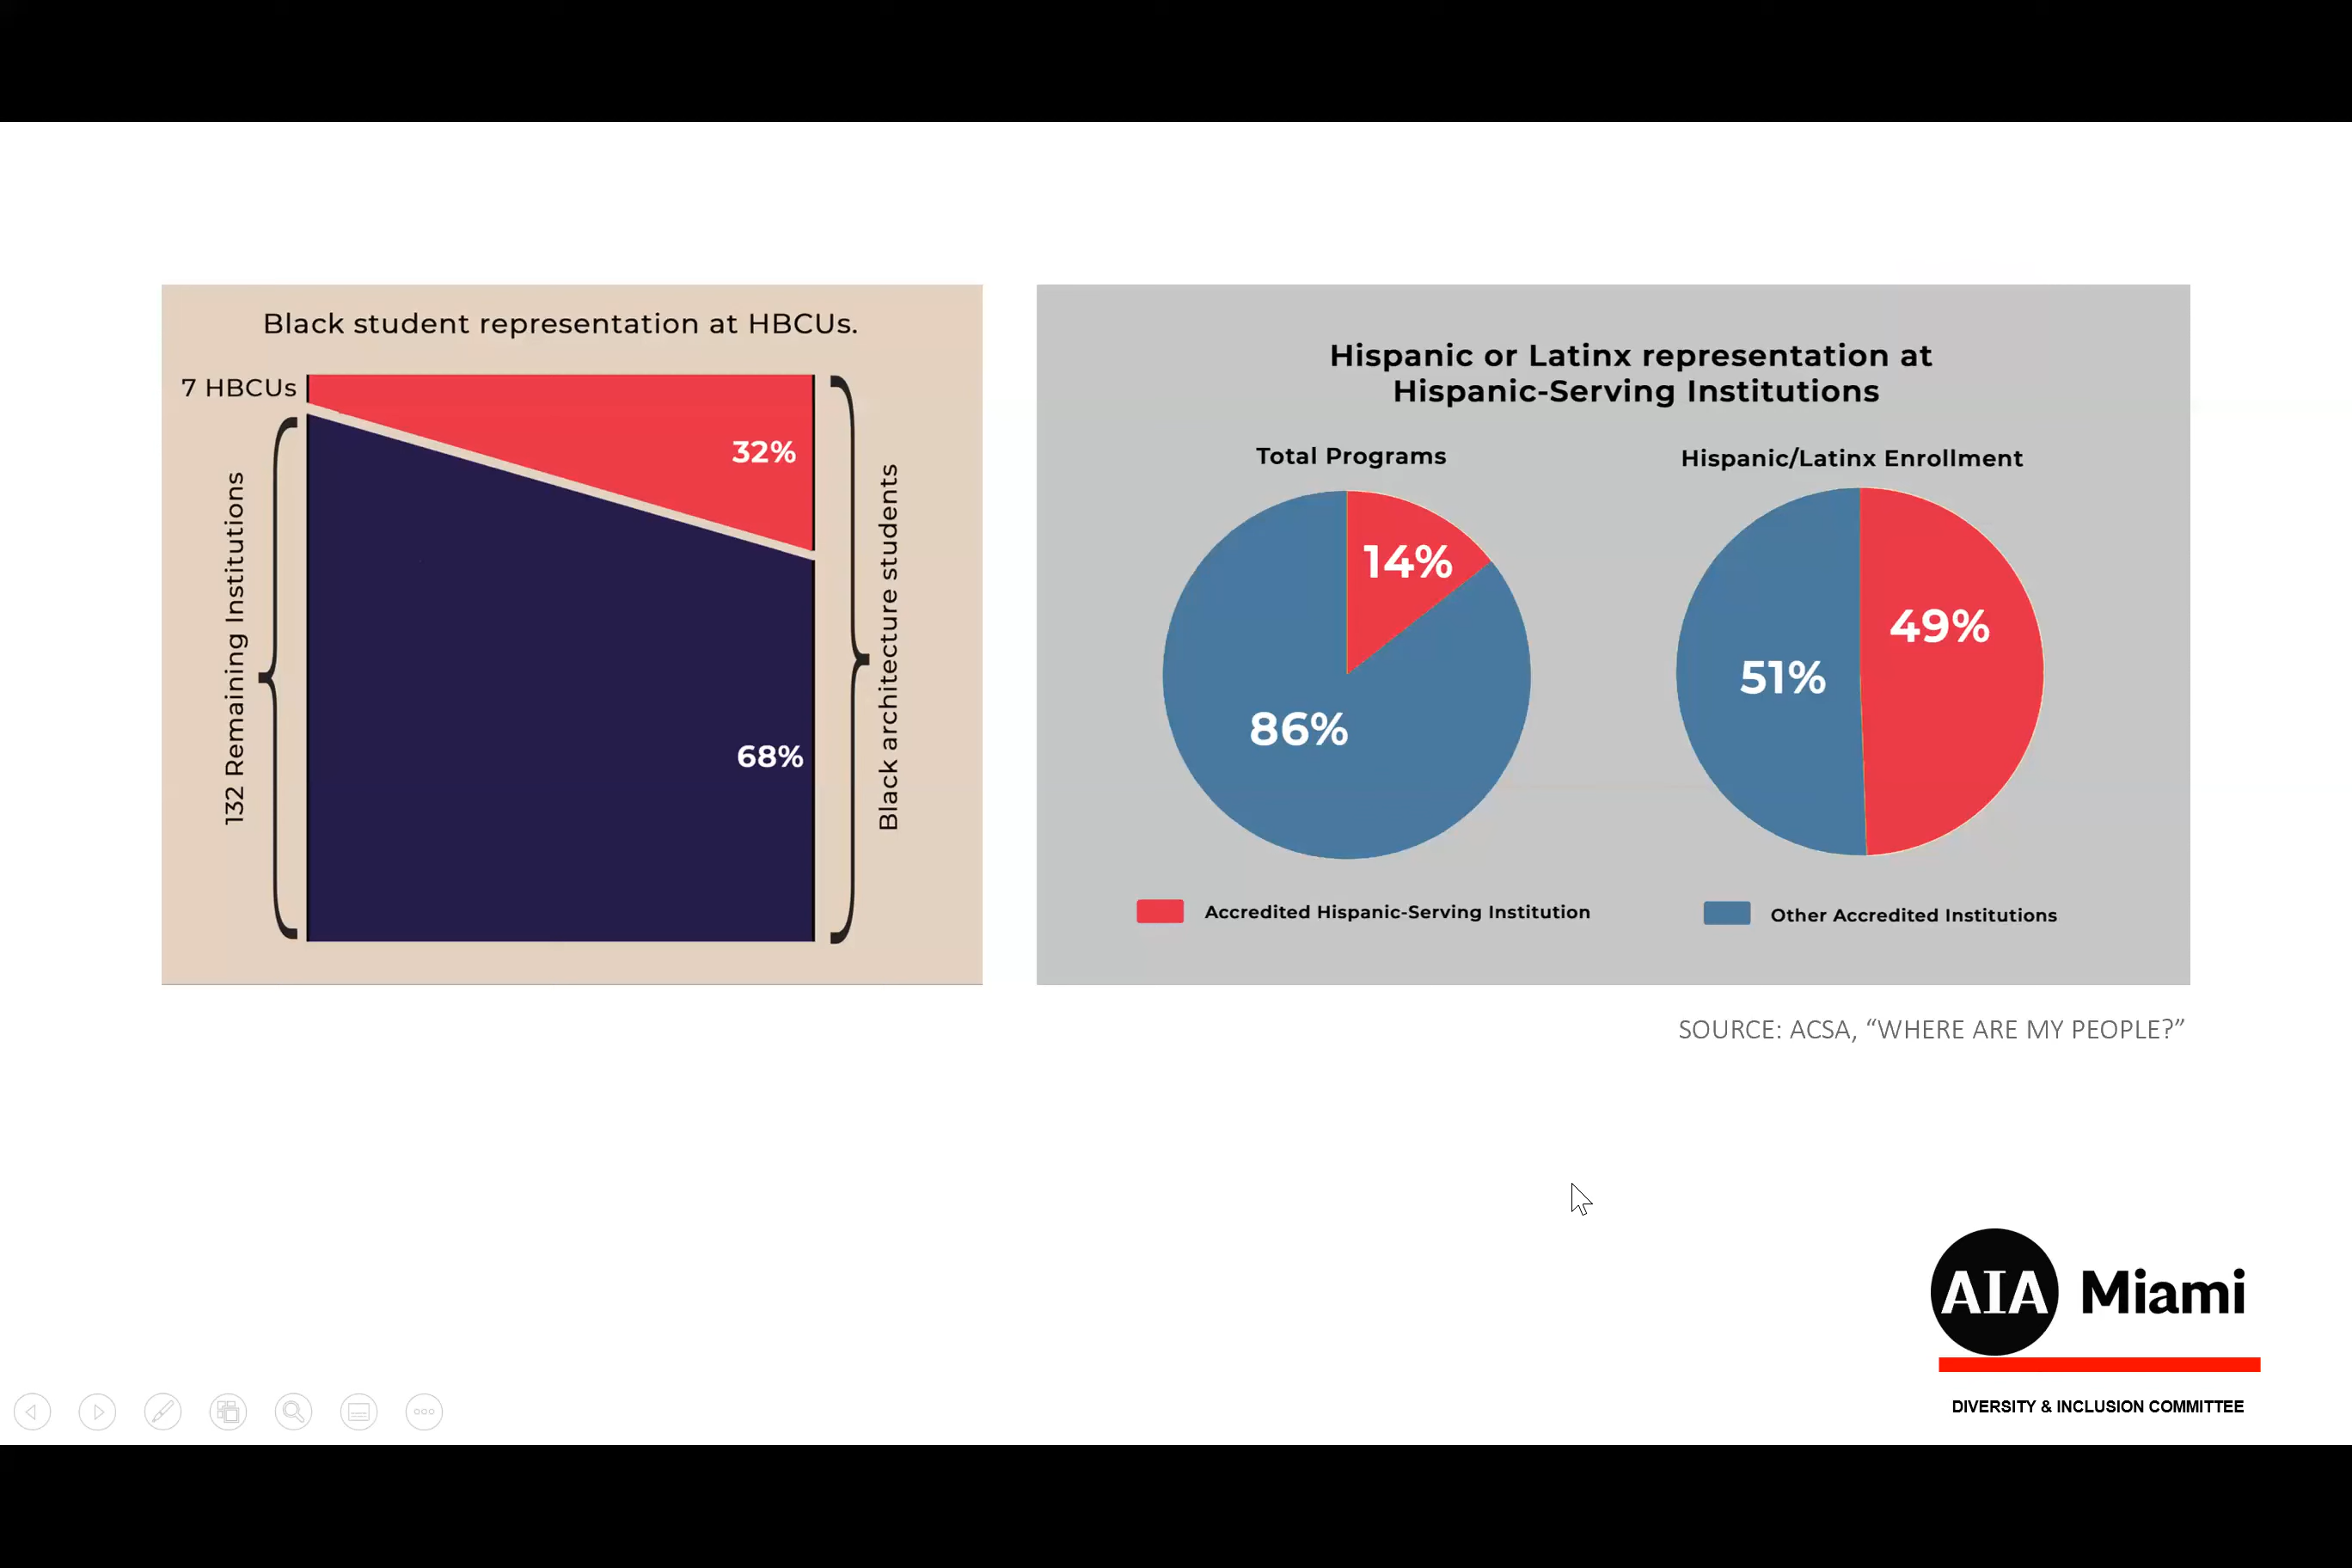 Black student representation at HBCUs.
7 HBCUs
132 Remaining Institutions
32%
68%
Black architecture students
Hispanic or Latinx representation at
Hispanic-Serving Institutions
Total Programs
14%
86%
Hispanic/Latinx Enrollment
49%
51%
Accredited Hispanic-Serving Institution
Other Accredited Institutions
SOURCE: ACSA, “WHERE ARE MY PEOPLE?”
AIA Miami
DIVERSITY & INCLUSION COMMITTEE